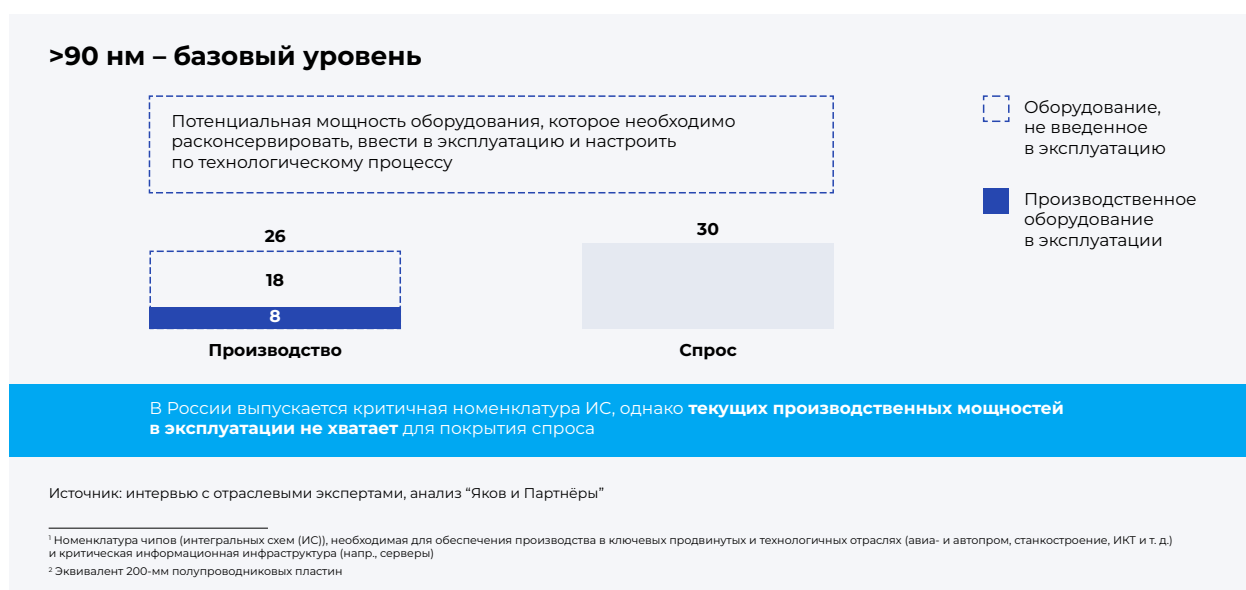 >90 нм – базовый уровень
Потенциальная мощность оборудования, которое необходимо
расконсервировать, ввести в эксплуатацию и настроить
по технологическому процессу
Оборудование,
не введенное
в эксплуатацию
Производственное
оборудование
в эксплуатации
26
18
8
Производство
30
Спрос
В России выпускается критичная номенклатура ИС, однако текущих производственных мощностей
в эксплуатации не хватает для покрытия спроса
Источник: интервью с отраслевыми экспертами, анализ “Яков и Партнёры”
¹ Номенклатура чипов (интегральных схем (ИС)), необходимая для обеспечения производства в ключевых продвинутых и технологичных отраслях (авиа- и автопром, станкостроение, ИКТ и т. д.)
и критическая информационная инфраструктура (напр., серверы)
² Эквивалент 200-мм полупроводниковых пластин